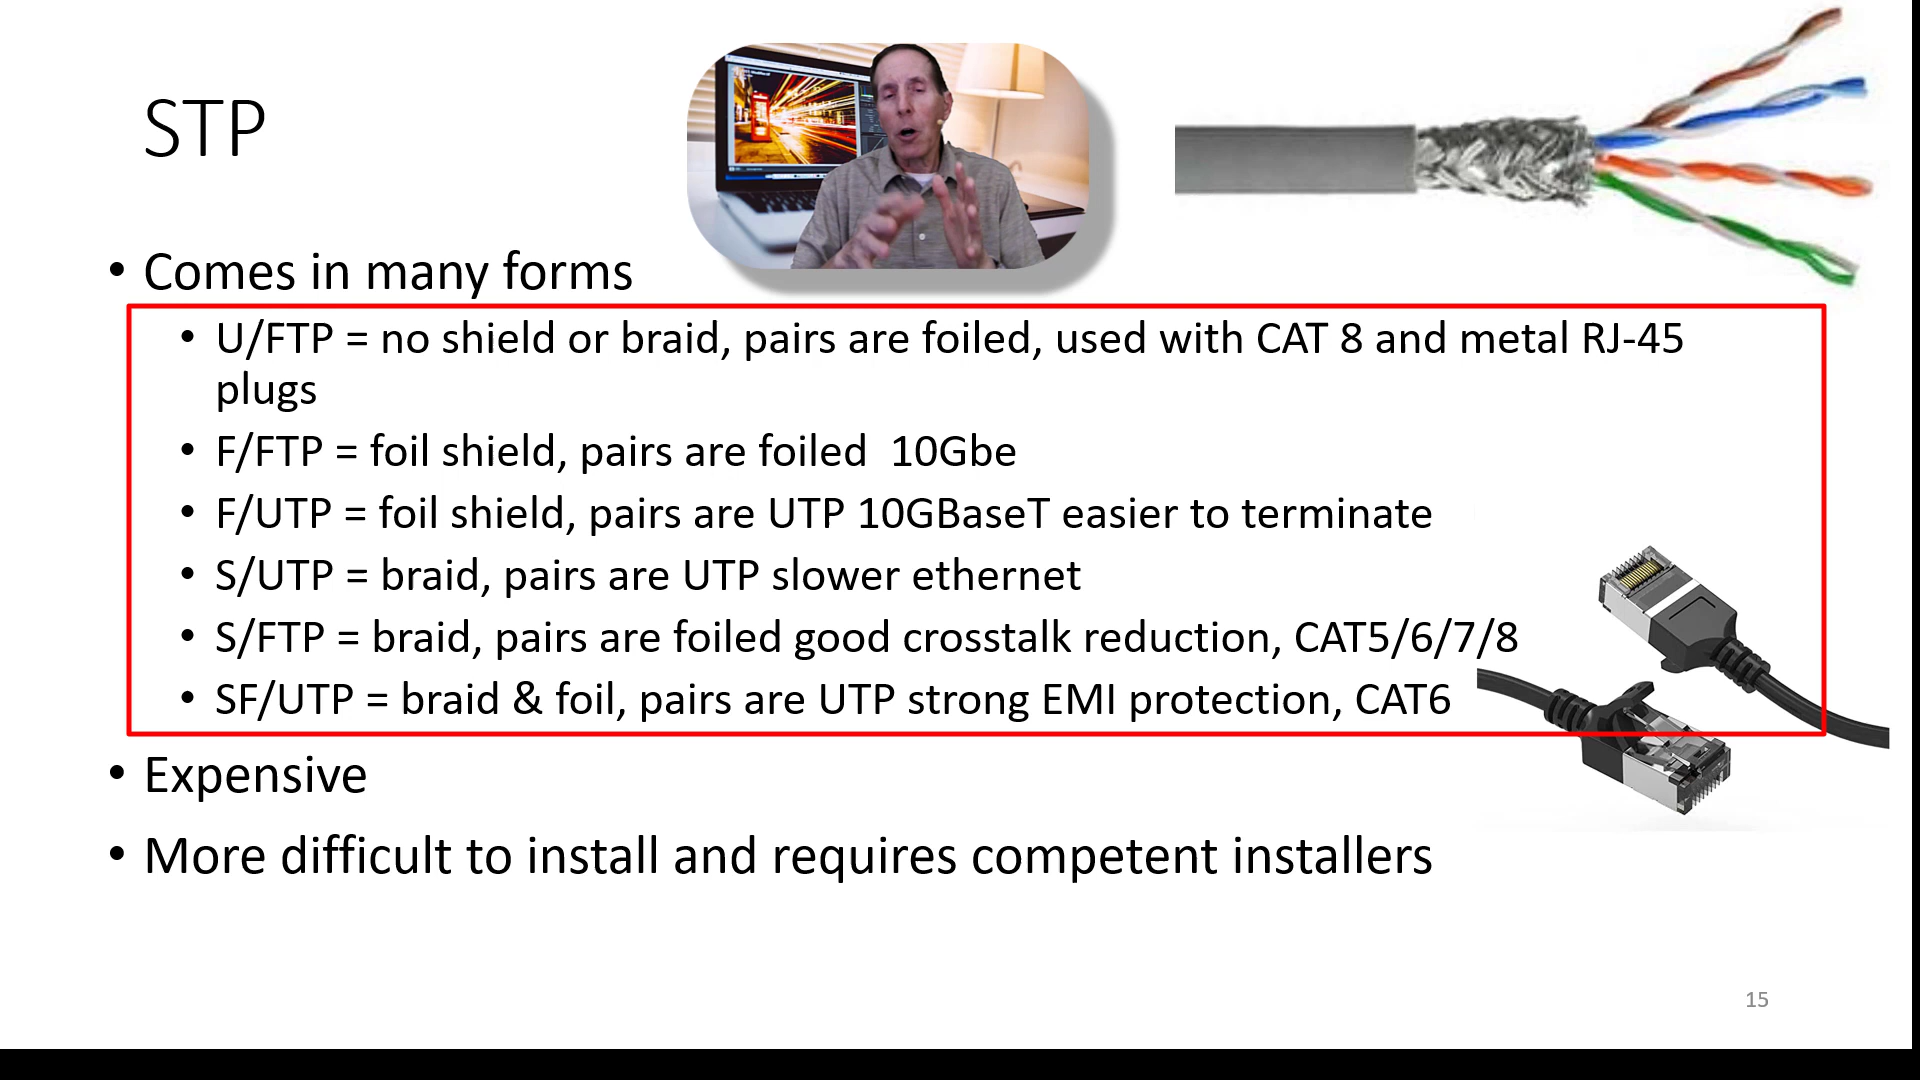 STP
• Comes in many forms
• U/FTP = no shield or braid, pairs are foiled, used with CAT 8 and metal RJ-45
plugs
• F/FTP = foil shield, pairs are foiled  10Gbe
• F/UTP = foil shield, pairs are UTP 10GBaseT easier to terminate
• S/UTP = braid, pairs are UTP slower ethernet
• S/FTP = braid, pairs are foiled good crosstalk reduction, CAT5/6/7/8
• SF/UTP = braid & foil, pairs are UTP strong EMI protection, CAT6
• Expensive
• More difficult to install and requires competent installers
15